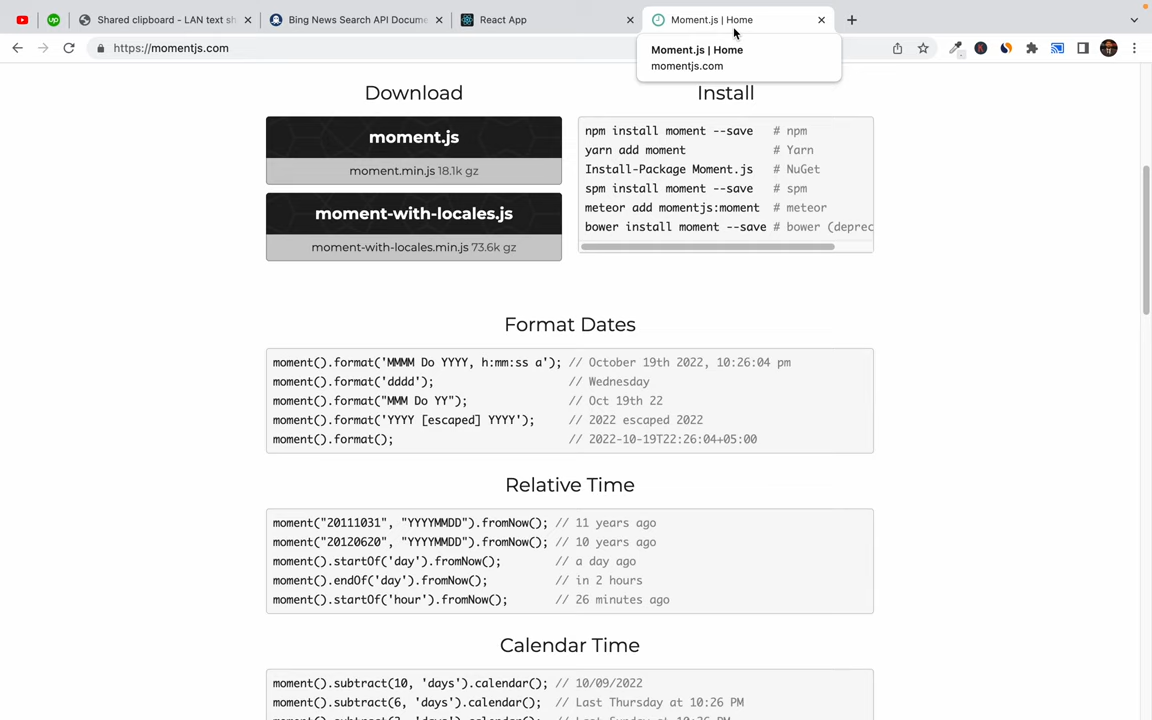 Shared clipboard - LAN text sh
Bing News Search API Docume
React App
Moment.js | Home
https://momentjs.com
Moment.js | Home
momentjs.com
Download
Install
moment.js
moment.min.js 18.1k gz
moment-with-locales.js
moment-with-locales.min.js 73.6k gz
npm install moment --save # npm
yarn add moment # Yarn
Install-Package Moment.js # NuGet
spm install moment --save # spm
meteor add momentjs:moment # meteor
bower install moment --save # bower (deprec
Format Dates
moment().format('MMMM Do YYYY, h:mm:ss a'); // October 19th 2022, 10:26:04 pm
moment().format('dddd'); // Wednesday
moment().format("MMM Do YY"); // Oct 19th 22
moment().format('YYYY [escaped] YYYY'); // 2022 escaped 2022
moment().format(); // 2022-10-19T22:26:04+05:00
Relative Time
moment("20111031", "YYYYMMDD").fromNow(); // 11 years ago
moment("20120620", "YYYYMMDD").fromNow(); // 10 years ago
moment().startOf('day').fromNow(); // a day ago
moment().endOf('day').fromNow(); // in 2 hours
moment().startOf('hour').fromNow(); // 26 minutes ago
Calendar Time
moment().subtract(10, 'days').calendar(); // 10/09/2022
moment().subtract(6, 'days').calendar(); // Last Thursday at 10:26 PM